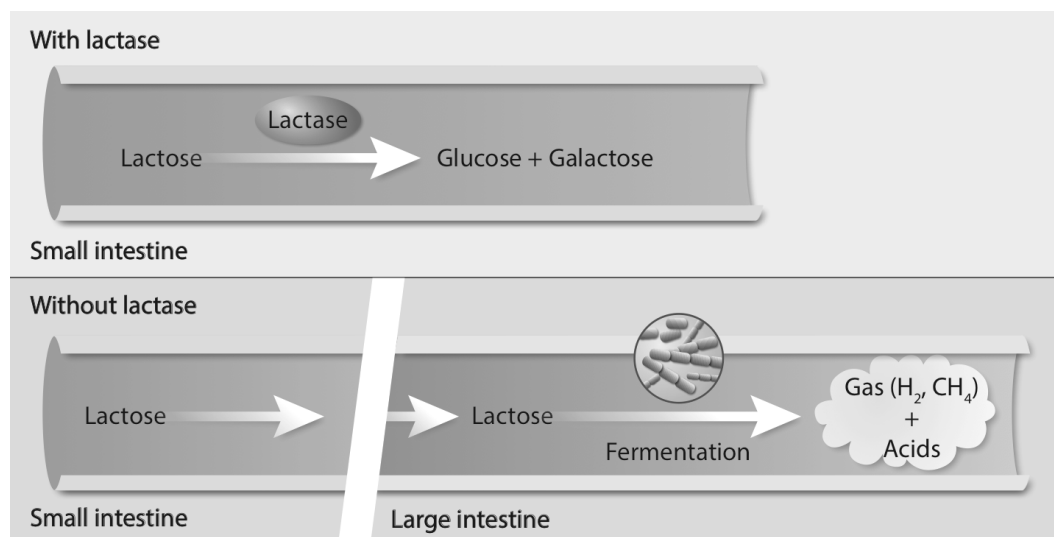 With lactase
Lactase
Lactose
Glucose + Galactose
Small intestine
Without lactase
Lactose
Lactose
Fermentation
Gas (H₂, CH₄)
+
Acids
Small intestine
Large intestine